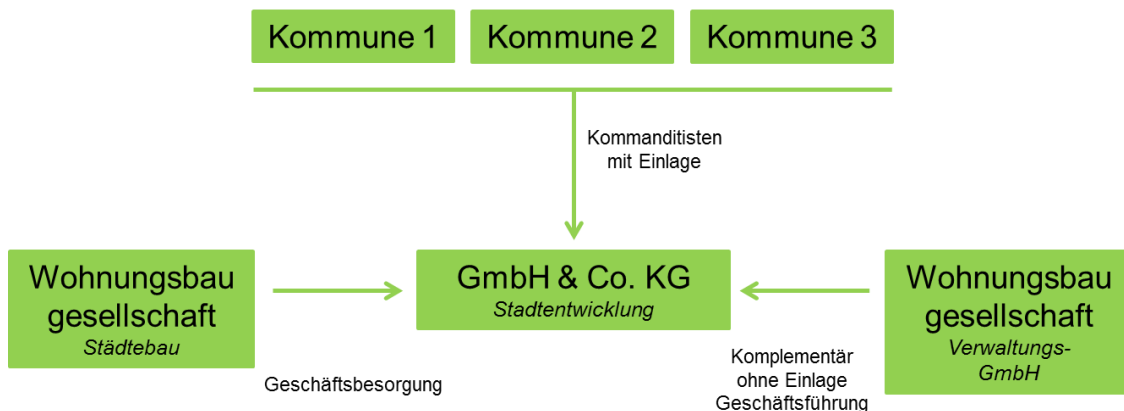 Kommune 1
Kommune 2
Kommune 3
Kommanditisten
mit Einlage
Wohnungsbau
gesellschaft
Städtebau
GmbH & Co. KG
Stadtentwicklung
Wohnungsbau
gesellschaft
Verwaltungs-
GmbH
Geschäftsbesorgung
Komplementär
ohne Einlage
Geschäftsführung